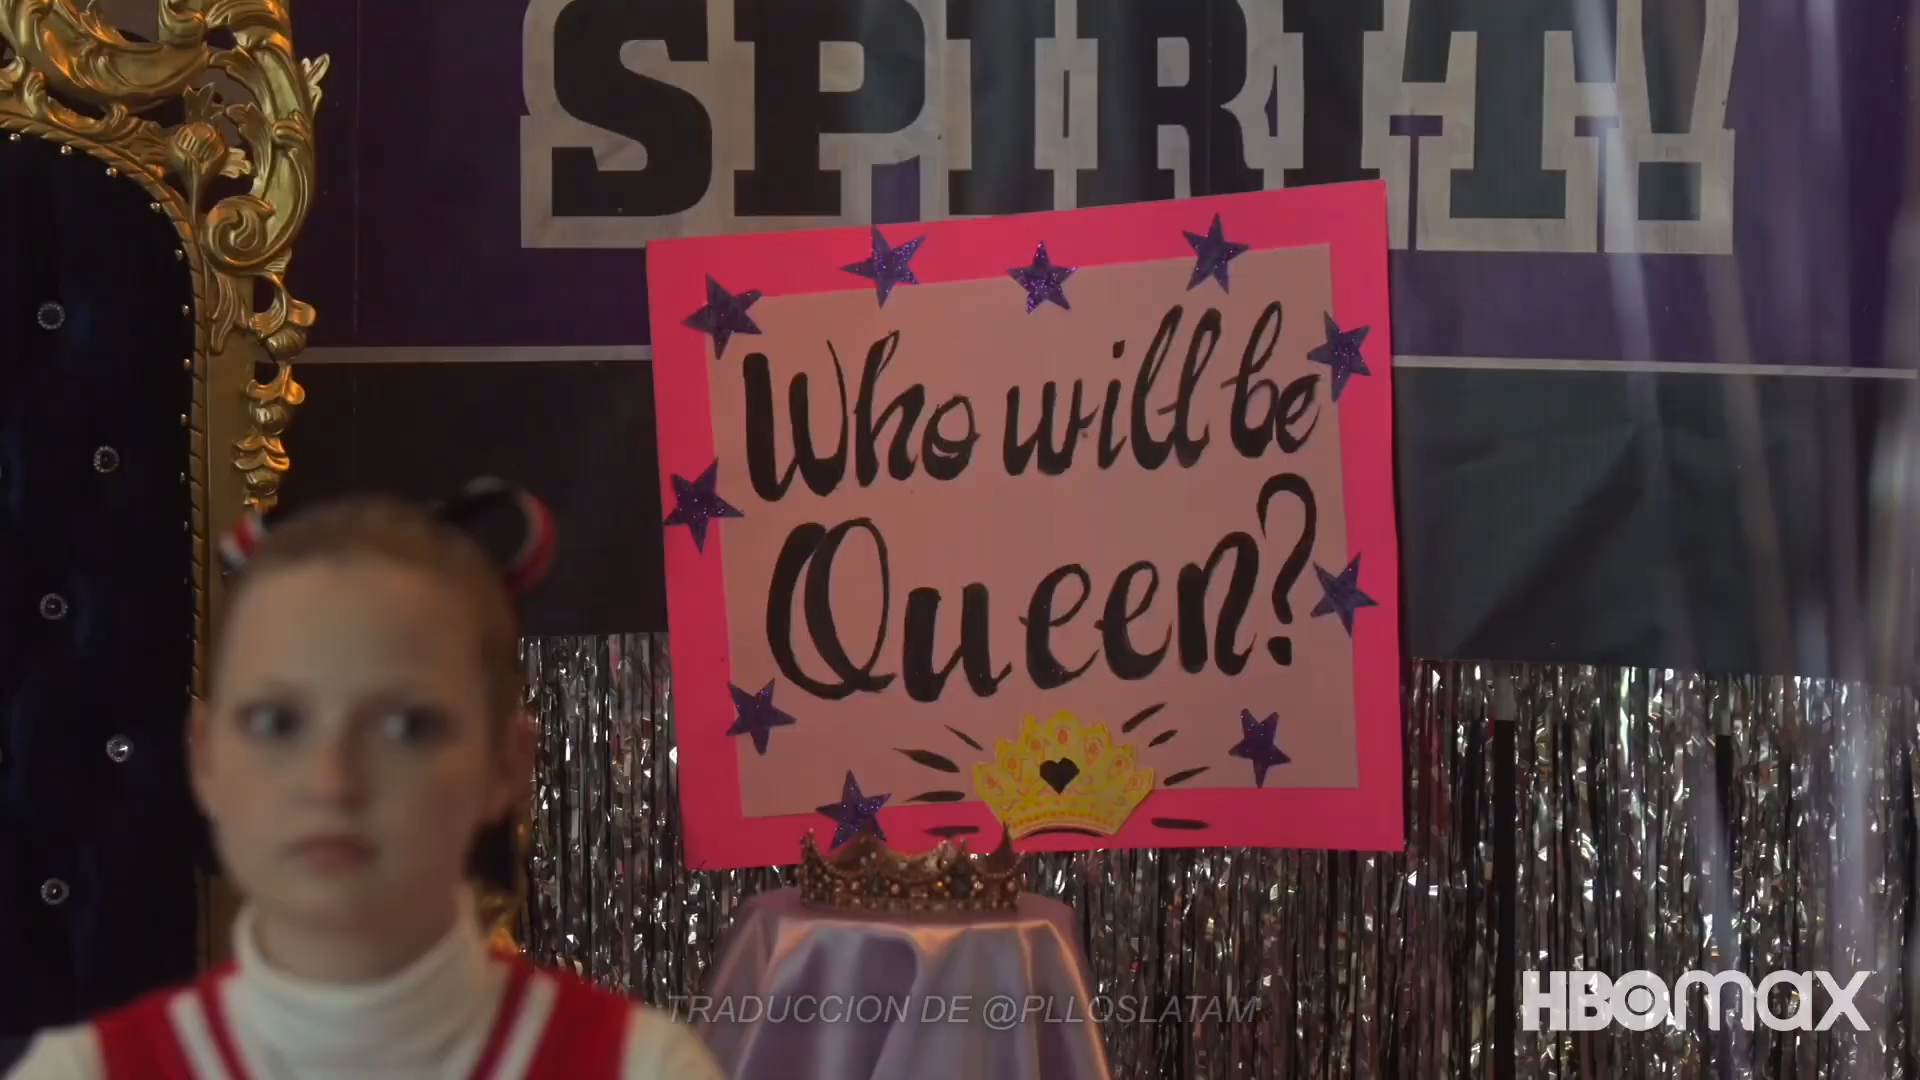 SPIRIT!
Who will be
Queen?
TRADUCCION DE @PLLOSLATAM
HBOMAX